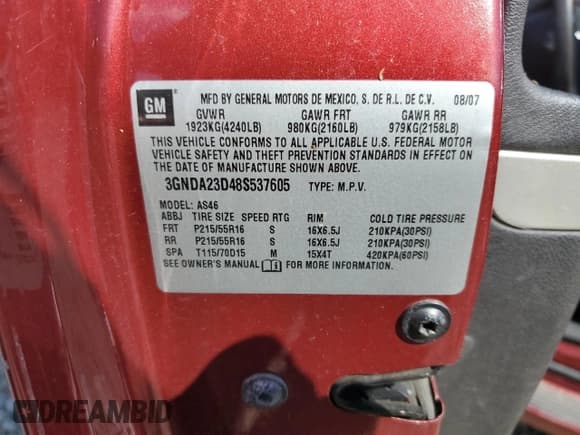 GM
MFD BY GENERAL MOTORS DE MEXICO, S. DE R.L. DE C.V. 08/07
GVWR GAWR FRT GAWR RR
1923KG(4240LB) 980KG(2160LB) 979KG(2158LB)
THIS VEHICLE CONFORMS TO ALL APPLICABLE U.S. FEDERAL MOTOR
VEHICLE SAFETY AND THEFT PREVENTION STANDARDS IN EFFECT ON
THE DATE OF MANUFACTURE SHOWN ABOVE.
3GNDA23D48S537605 TYPE: M.P.V.
MODEL: AS46
ABBJ TIRE SIZE SPEED RTG RIM COLD TIRE PRESSURE
FRT P215/55R16 S 16X6.5J 210KPA(30PSI)
RR P215/55R16 S 16X6.5J 210KPA(30PSI)
SPA T115/70D15 M 15X4T 420KPA(60PSI)
SEE OWNER'S MANUAL FOR MORE INFORMATION
DREAMBID